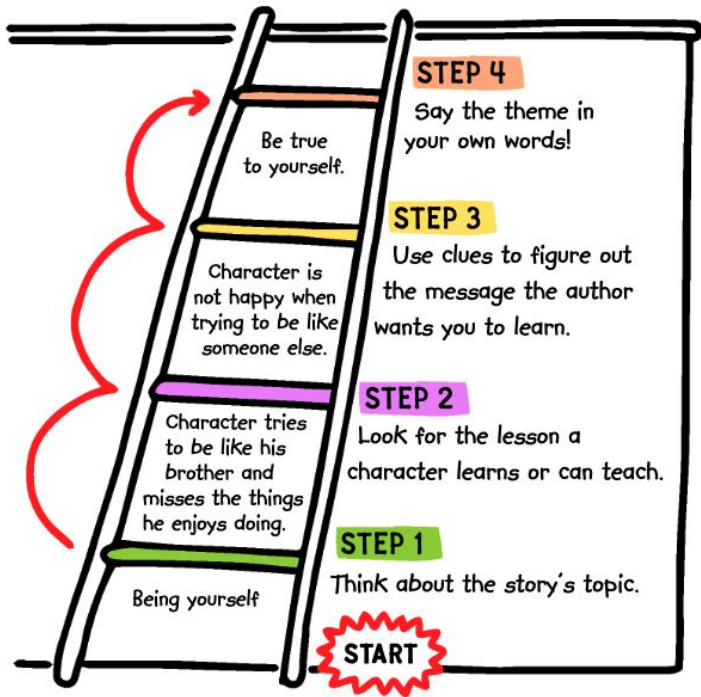 STEP 4
Say the theme in
your own words!
Be true
to yourself.
STEP 3
Use clues to figure out
the message the author
wants you to learn.
Character is
not happy when
trying to be like
someone else.
STEP 2
Look for the lesson a
character learns or can teach.
Character tries
to be like his
brother and
misses the things
he enjoys doing.
STEP 1
Think about the story's topic.
Being yourself
START